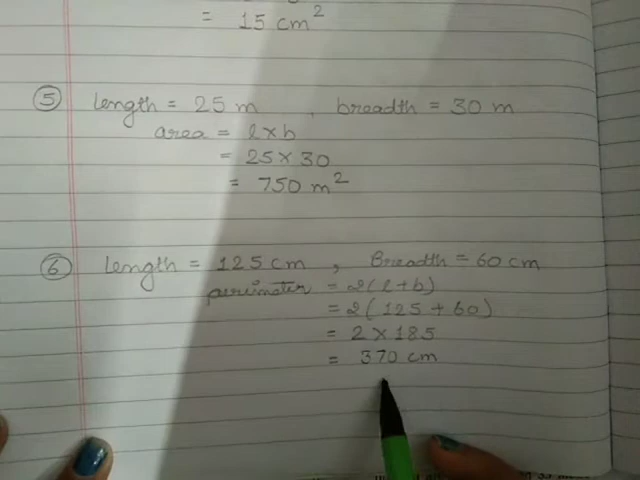 = 15 cm²
⑤ Length = 25 m , breadth = 30 m
area = l × b
= 25 × 30
= 750 m²
⑥ Length = 125 cm , Breadth = 60 cm
perimeter = 2(l + b)
= 2(125 + 60)
= 2 × 185
= 370 cm